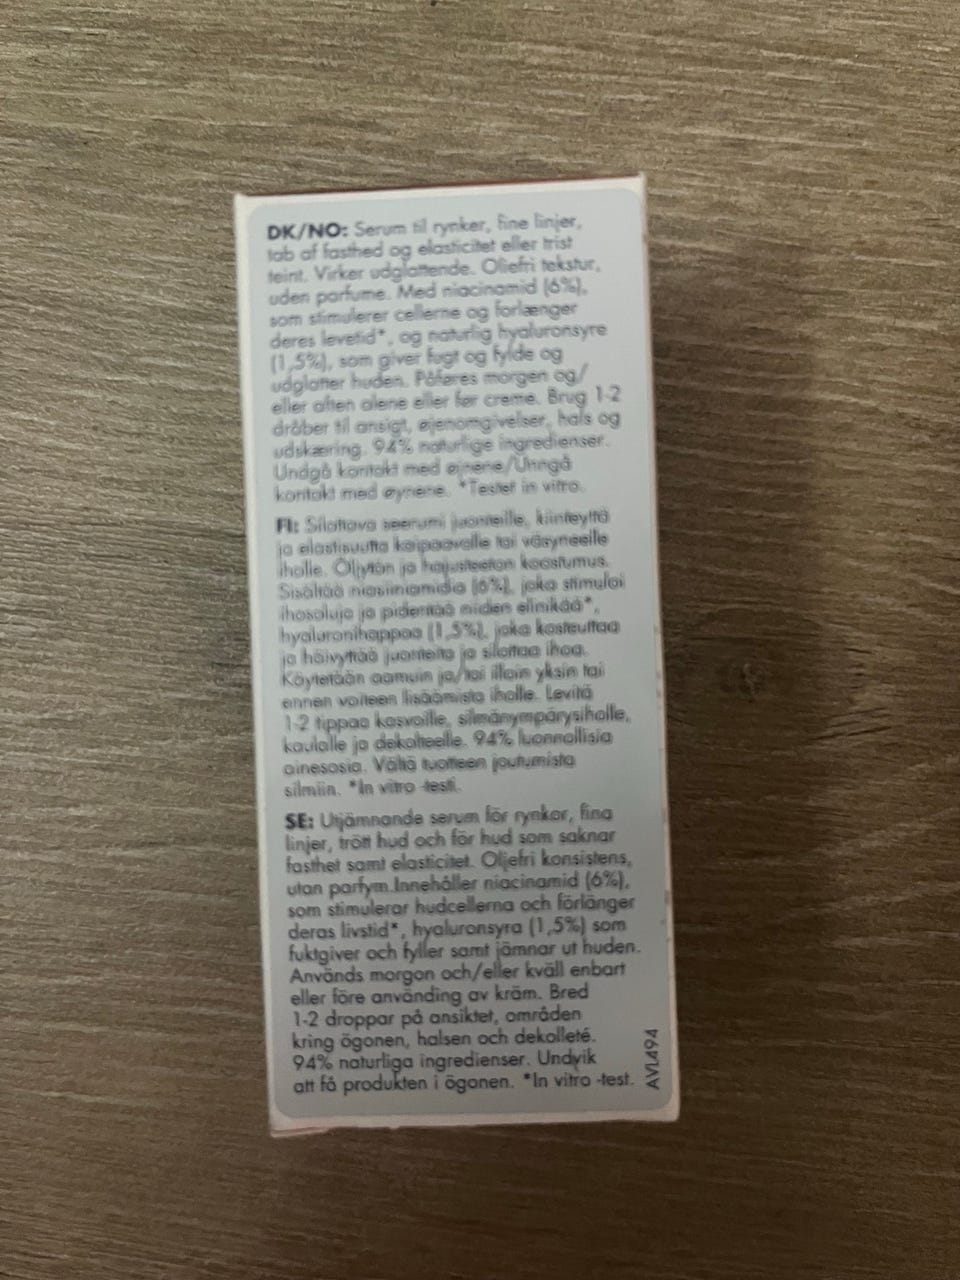 DK/NO: Serum til rynker, fine linjer,
tab af fasthed og elasticitet eller trist
teint. Virker udglattende. Oliefri tekstur,
uden parfume. Med niacinamid (6%),
som stimulerer cellerne og forlænger
deres levetid*, og naturlig hyaluronsyre
(1,5%), som giver fugt og fylde og
udglatter huden. Påføres morgen og/
eller aften alene eller før creme. Brug 1-2
dråber til ansigt, øjenomgivelser, hals og
udskæring. 94% naturlige ingredienser.
Undgå kontakt med øjnene/Unngå
kontakt med øynene. *Testet in vitro.
FI: Silottava seerumi juonteille, kiinteyttä
ja elastisuutta kaipaavalle tai väsyneelle
iholle. Öljytön ja hajusteeton koostumus.
Sisältää niasiiniamidia (6%), joka stimuloi
ihosoluja ja pidentää niiden elinikää*,
hyaluronihappoa (1,5%), joka kosteuttaa
ja häivyttää juonteita ja silottaa ihoa.
Käytetään aamuin ja/tai illoin yksin tai
ennen voiteen lisäämistä iholle. Levitä
1-2 tippaa kasvoille, silmänympärysiholle,
kaulalle ja dekolteelle. 94% luonnollisia
ainesosia. Vältä tuotteen joutumista
silmiin. *In vitro -testi.
SE: Utjämnande serum för rynkor, fina
linjer, trött hud och för hud som saknar
fasthet samt elasticitet. Oljefri konsistens,
utan parfym.Innehåller niacinamid (6%),
som stimulerar hudcellerna och förlänger
deras livstid*, hyaluronsyra (1,5%) som
fuktgiver och fyller samt jämnar ut huden.
Används morgon och/eller kväll enbart
eller före använding av kräm. Bred
1-2 droppar på ansiktet, områden
kring ögonen, halsen och dekolleté.
94% naturliga ingredienser. Undvik
att få produkten i ögonen. *In vitro -test.
AVL494